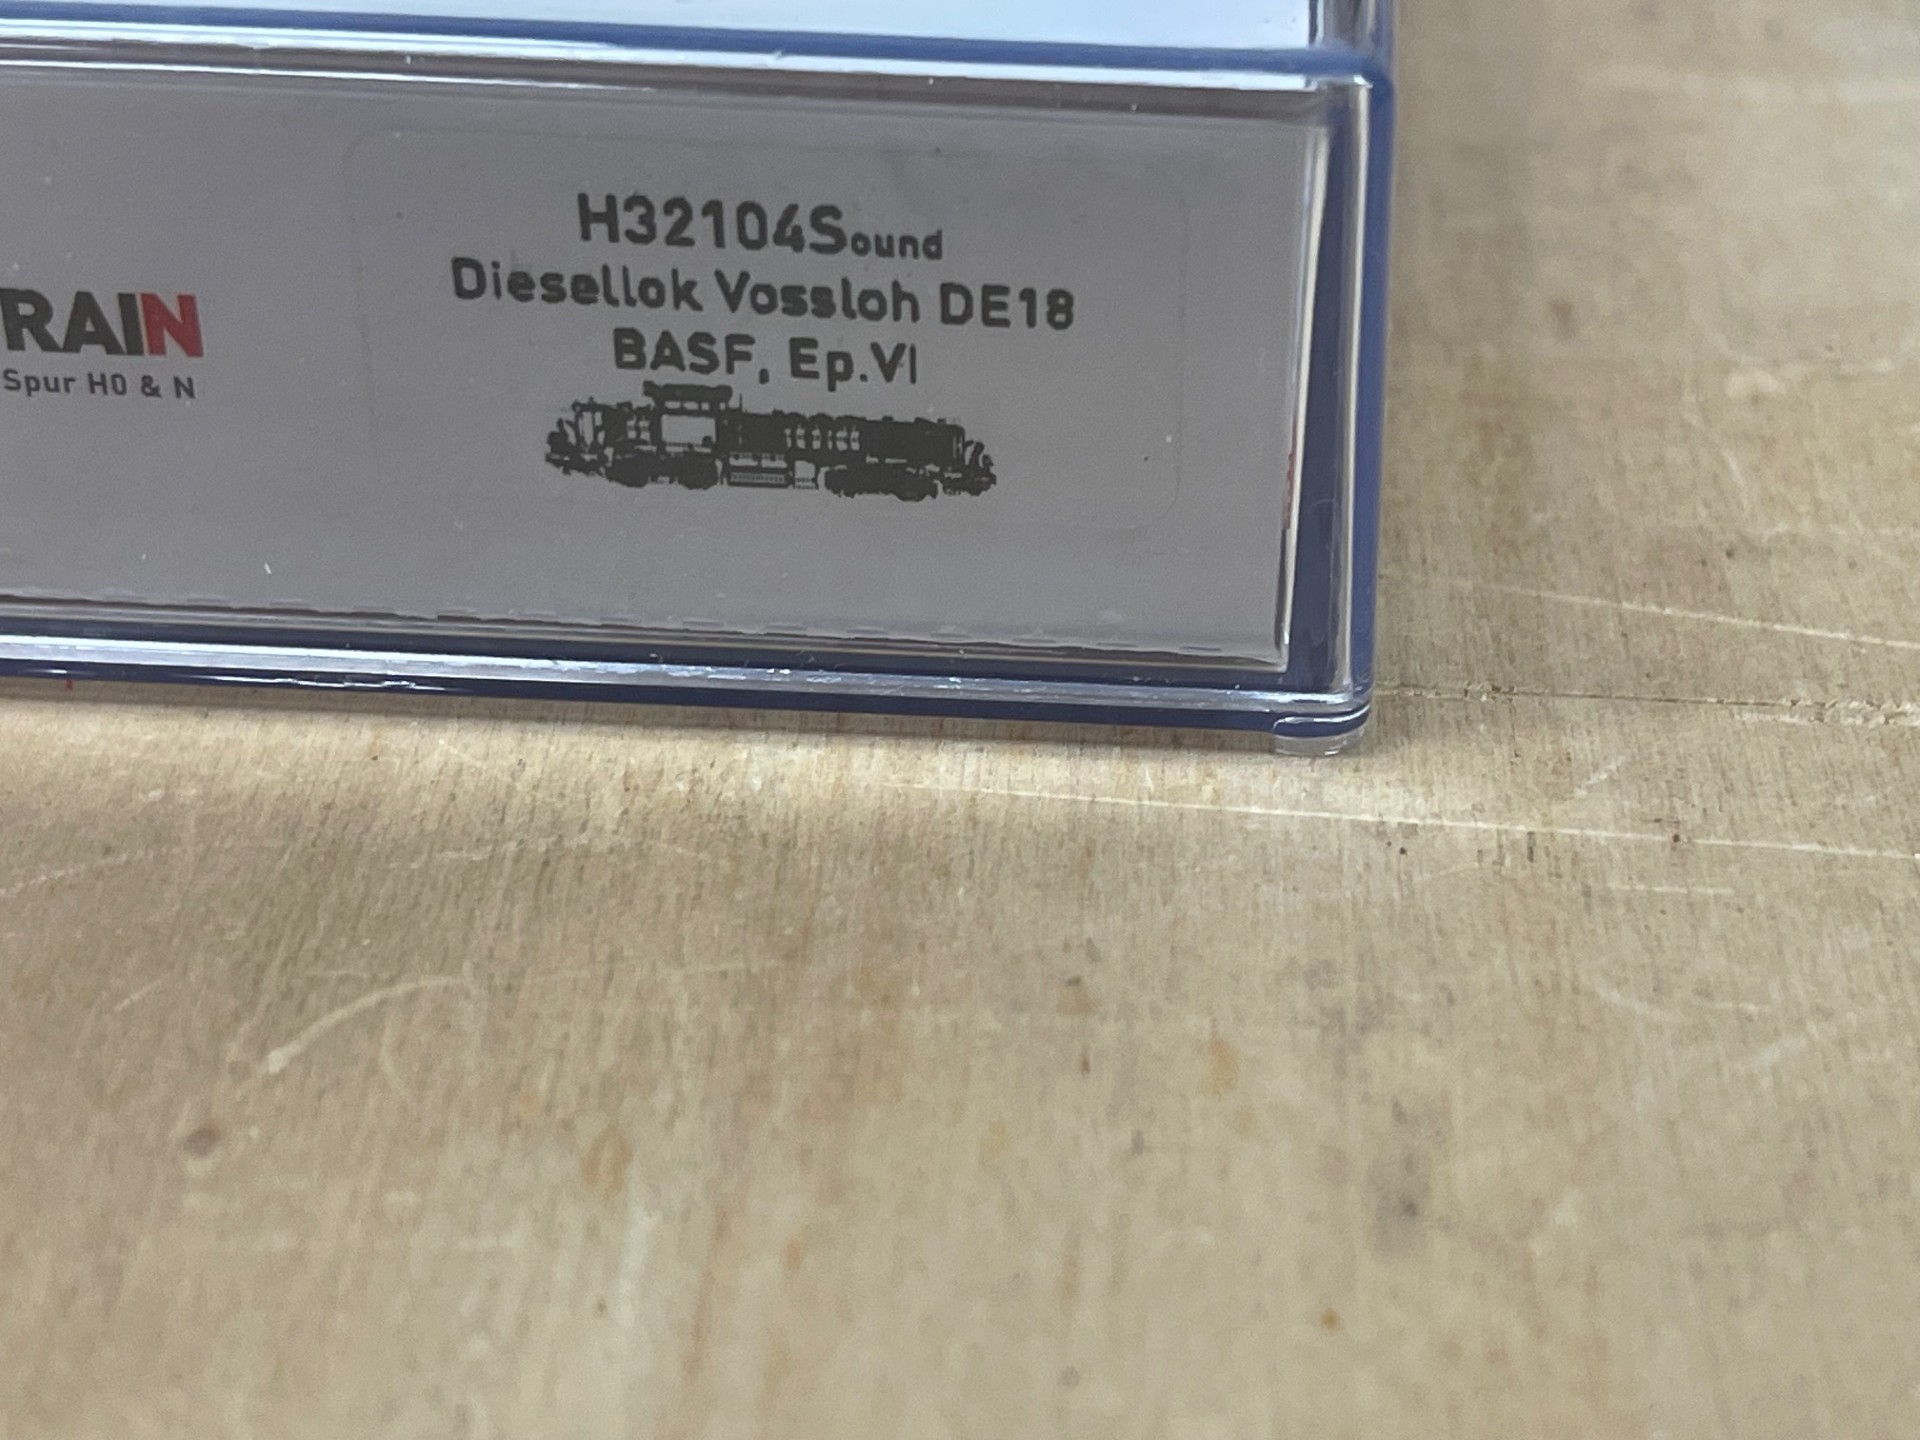 RAIN
Spur H0 & N
H32104Sound
Diesellok Vossloh DE18
BASF, Ep.VI